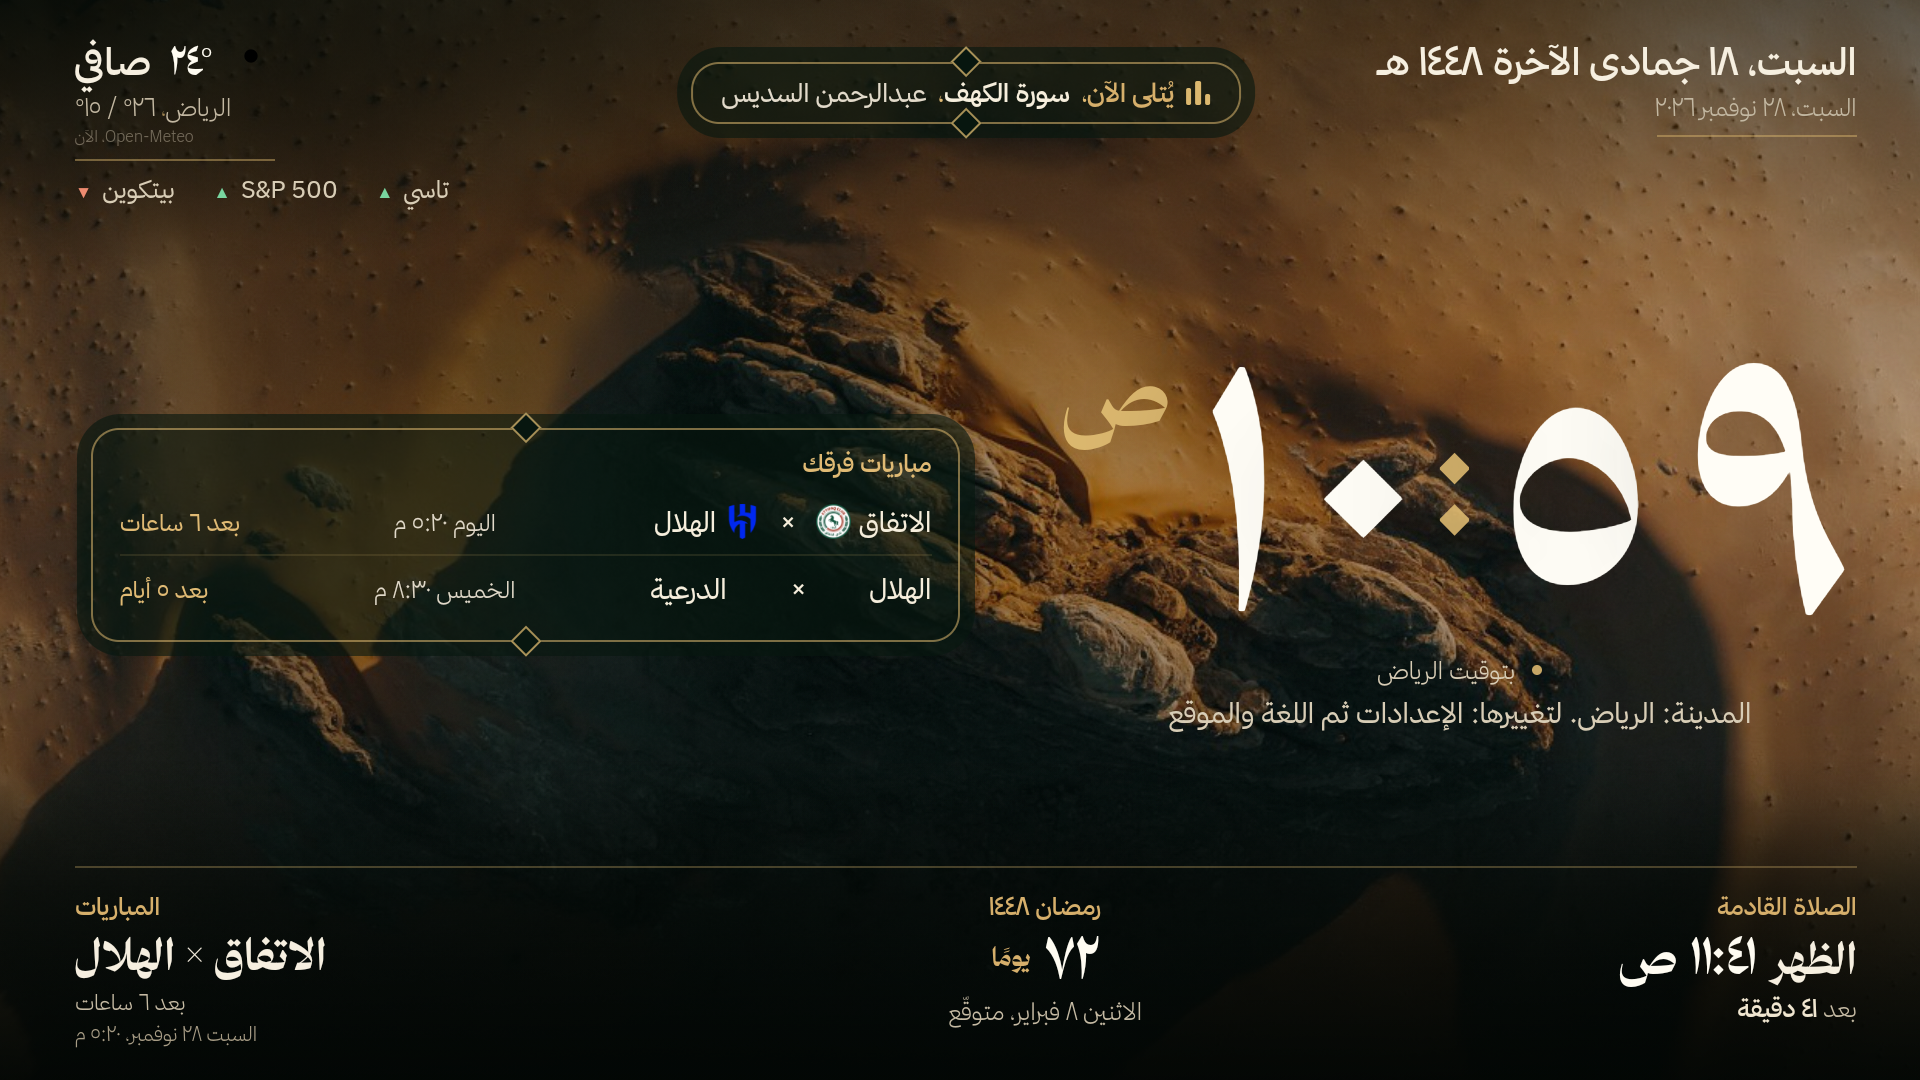 السبت، ١٨ جمادى الآخرة ١٤٤٨ هـ
السبت، ٢٨ نوفمبر ٢٠٢٦
يُتلى الآن، سورة الكهف، عبدالرحمن السديس
٢٤° صافي
الرياض، ٢٦° / ١٥°
Open-Meteo. الآن
تاسي ▲ S&P 500 ▲ بيتكوين ▼
١٠:٥٩ ص
بتوقيت الرياض
المدينة: الرياض. لتغييرها: الإعدادات ثم اللغة والموقع
مباريات فرقك
الاتفاق × الهلال اليوم ٥:٢٠ م بعد ٦ ساعات
الهلال × الدرعية الخميس ٨:٣٠ م بعد ٥ أيام
الصلاة القادمة
الظهر ١١:٤١ ص
بعد ٤١ دقيقة
رمضان ١٤٤٨
٧٢ يومًا
الاثنين ٨ فبراير، متوقّع
المباريات
الاتفاق × الهلال
بعد ٦ ساعات
السبت ٢٨ نوفمبر، ٥:٢٠ م